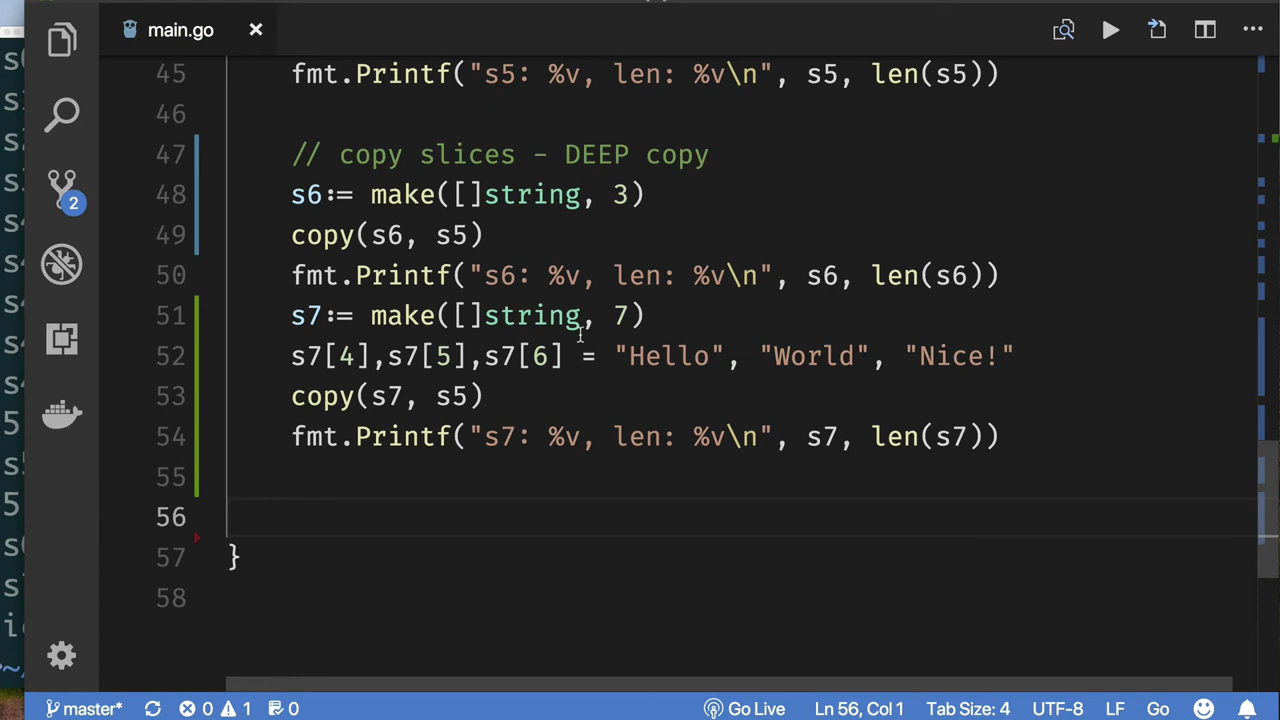 main.go
45 fmt.Printf("s5: %v, len: %v\n", s5, len(s5))
46
47 // copy slices - DEEP copy
48 s6:= make([]string, 3)
49 copy(s6, s5)
50 fmt.Printf("s6: %v, len: %v\n", s6, len(s6))
51 s7:= make([]string, 7)
52 s7[4],s7[5],s7[6] = "Hello", "World", "Nice!"
53 copy(s7, s5)
54 fmt.Printf("s7: %v, len: %v\n", s7, len(s7))
55
56
57 }
58
2
master* 0 1 0 Go Live Ln 56, Col 1 Tab Size: 4 UTF-8 LF Go